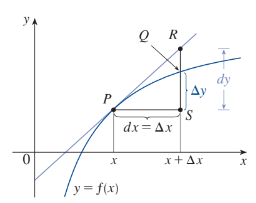 y
Q R
dy
P
Δy
S
dx = Δx
0 x x + Δx x
y = f(x)